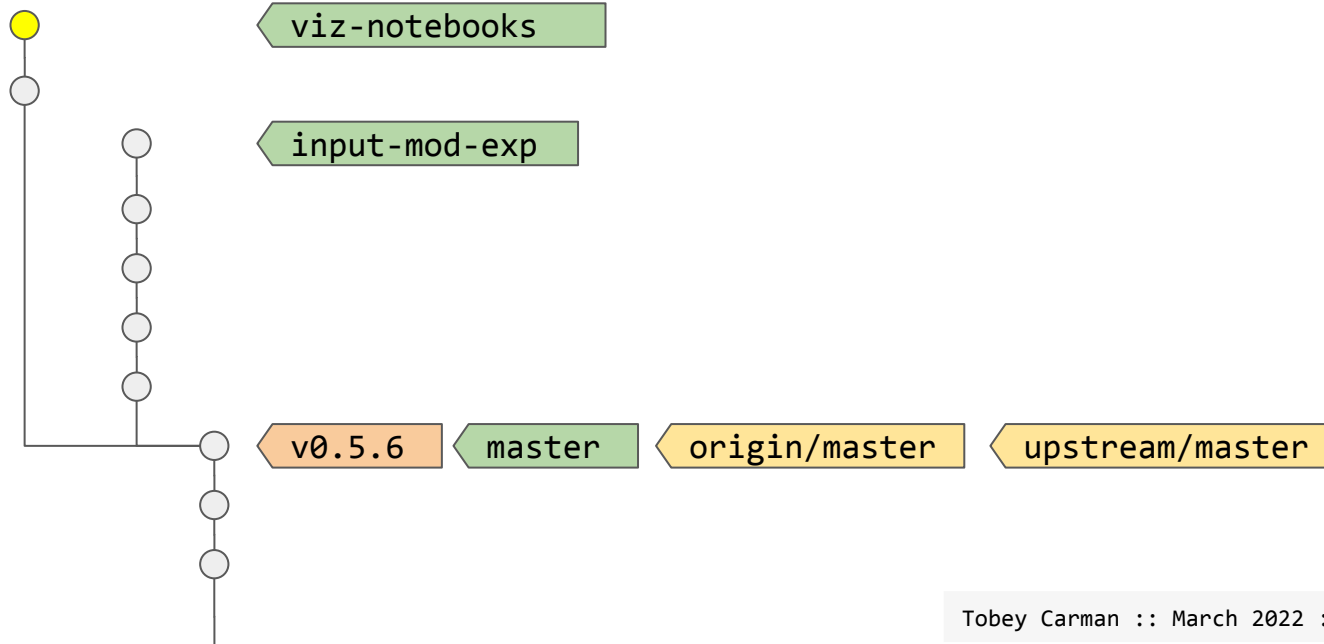 viz-notebooks
input-mod-exp
v0.5.6 master origin/master upstream/master
Tobey Carman :: March 2022 :